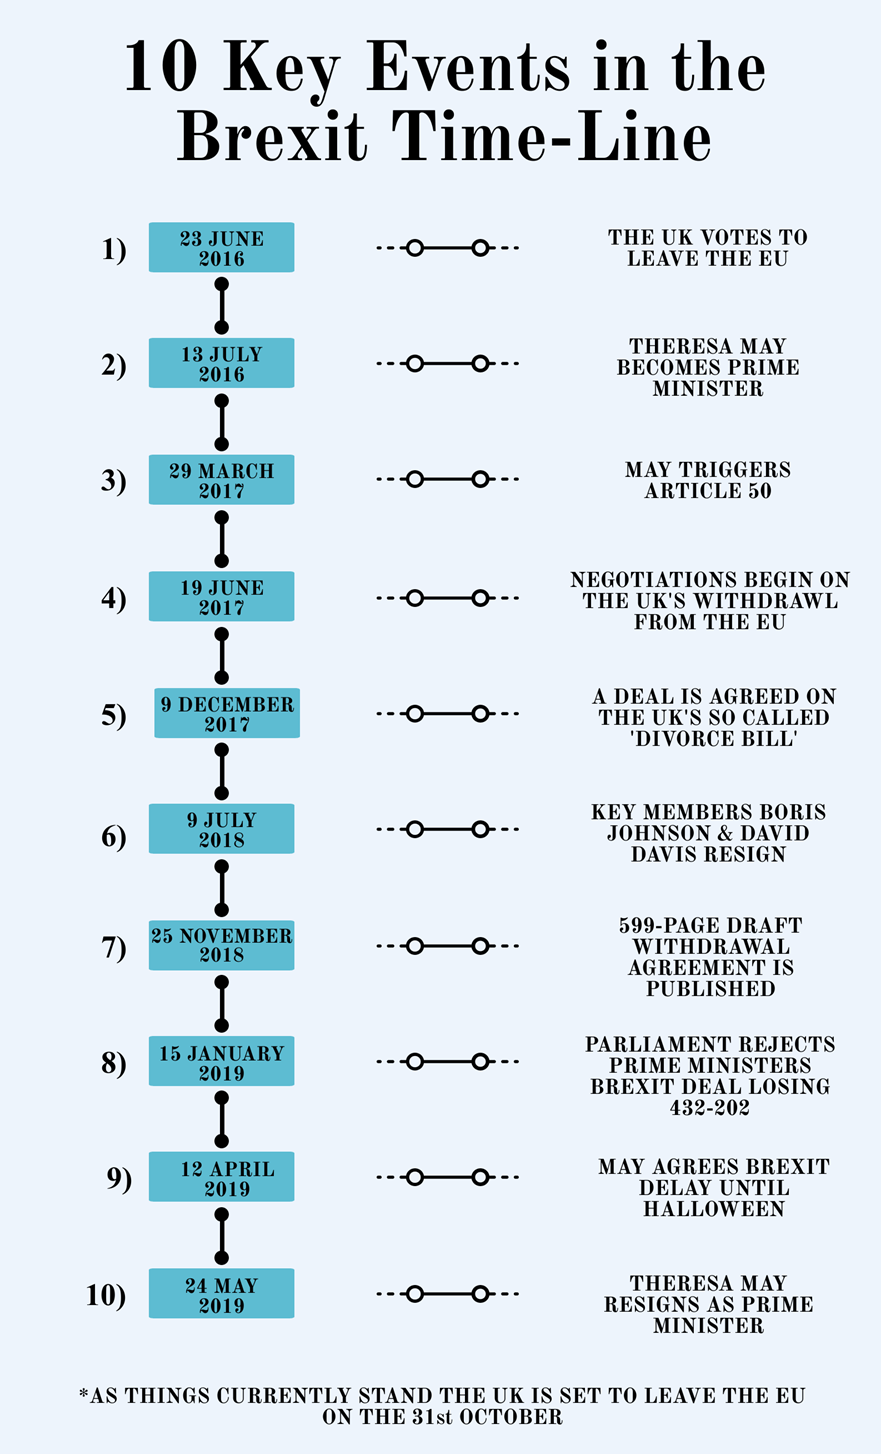 10 Key Events in the
Brexit Time-Line
1)
23 JUNE
2016
THE UK VOTES TO
LEAVE THE EU
2)
13 JULY
2016
THERESA MAY
BECOMES PRIME
MINISTER
3)
29 MARCH
2017
MAY TRIGGERS
ARTICLE 50
4)
19 JUNE
2017
NEGOTIATIONS BEGIN ON
THE UK'S WITHDRAWL
FROM THE EU
5)
9 DECEMBER
2017
A DEAL IS AGREED ON
THE UK'S SO CALLED
'DIVORCE BILL'
6)
9 JULY
2018
KEY MEMBERS BORIS
JOHNSON & DAVID
DAVIS RESIGN
7)
25 NOVEMBER
2018
599-PAGE DRAFT
WITHDRAWAL
AGREEMENT IS
PUBLISHED
8)
15 JANUARY
2019
PARLIAMENT REJECTS
PRIME MINISTERS
BREXIT DEAL LOSING
432-202
9)
12 APRIL
2019
MAY AGREES BREXIT
DELAY UNTIL
HALLOWEEN
10)
24 MAY
2019
THERESA MAY
RESIGNS AS PRIME
MINISTER
*AS THINGS CURRENTLY STAND THE UK IS SET TO LEAVE THE EU
ON THE 31st OCTOBER